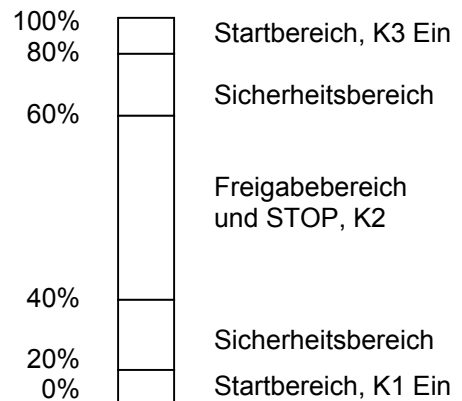 100%
Startbereich, K3 Ein
80%
Sicherheitsbereich
60%
Freigabebereich
und STOP, K2
40%
Sicherheitsbereich
20%
0%
Startbereich, K1 Ein